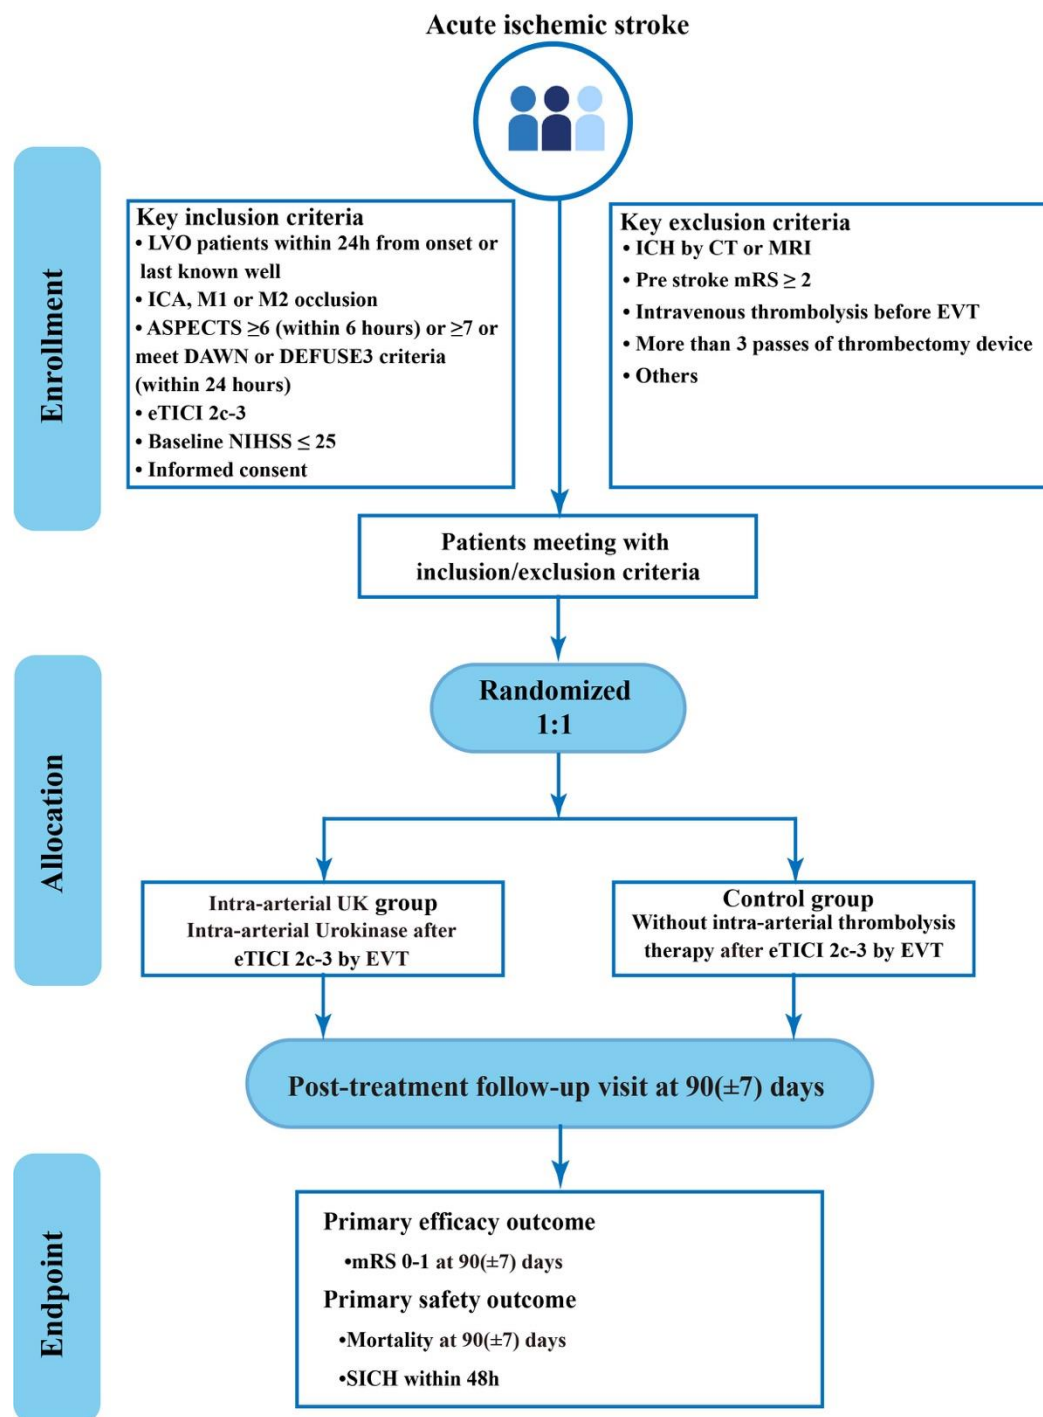 Acute ischemic stroke
Enrollment
Key inclusion criteria
• LVO patients within 24h from onset or
last known well
• ICA, M1 or M2 occlusion
• ASPECTS ≥6 (within 6 hours) or ≥7 or
meet DAWN or DEFUSE3 criteria
(within 24 hours)
• eTICI 2c-3
• Baseline NIHSS ≤ 25
• Informed consent
Key exclusion criteria
• ICH by CT or MRI
• Pre stroke mRS ≥ 2
• Intravenous thrombolysis before EVT
• More than 3 passes of thrombectomy device
• Others
Patients meeting with
inclusion/exclusion criteria
Allocation
Randomized
1:1
Intra-arterial UK group
Intra-arterial Urokinase after
eTICI 2c-3 by EVT
Control group
Without intra-arterial thrombolysis
therapy after eTICI 2c-3 by EVT
Post-treatment follow-up visit at 90(±7) days
Endpoint
Primary efficacy outcome
•mRS 0-1 at 90(±7) days
Primary safety outcome
•Mortality at 90(±7) days
•SICH within 48h